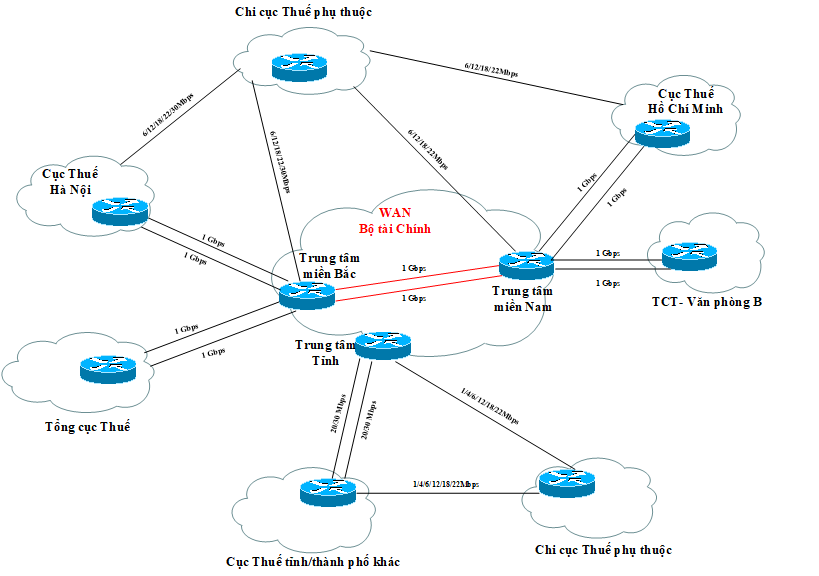 Chi cục Thuế phụ thuộc
6/12/18/22Mbps
Cục Thuế
Hồ Chí Minh
6/12/18/22/30Mbps
6/12/18/22/30Mbps
6/12/18/22Mbps
Cục Thuế
Hà Nội
1 Gbps
1 Gbps
WAN
Bộ tài Chính
1 Gbps
1 Gbps
Trung tâm
miền Bắc
1 Gbps
1 Gbps
1 Gbps
1 Gbps
Trung tâm
miền Nam
TCT- Văn phòng B
1 Gbps
1 Gbps
Trung tâm
Tỉnh
Tổng cục Thuế
20/30 Mbps
20/30 Mbps
1/4/6/12/18/22Mbps
1/4/6/12/18/22Mbps
Cục Thuế tỉnh/thành phố khác
Chi cục Thuế phụ thuộc